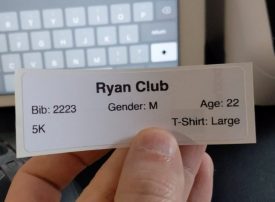 Ryan Club
Bib: 2223 Gender: M Age: 22
5K T-Shirt: Large